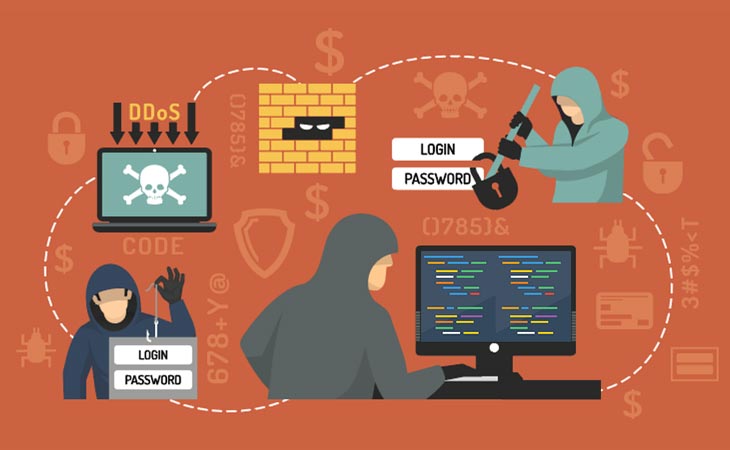 DDoS
()785}&
LOGIN
PASSWORD
CODE
()785}&
678+Y@
3#$%<T
LOGIN
PASSWORD